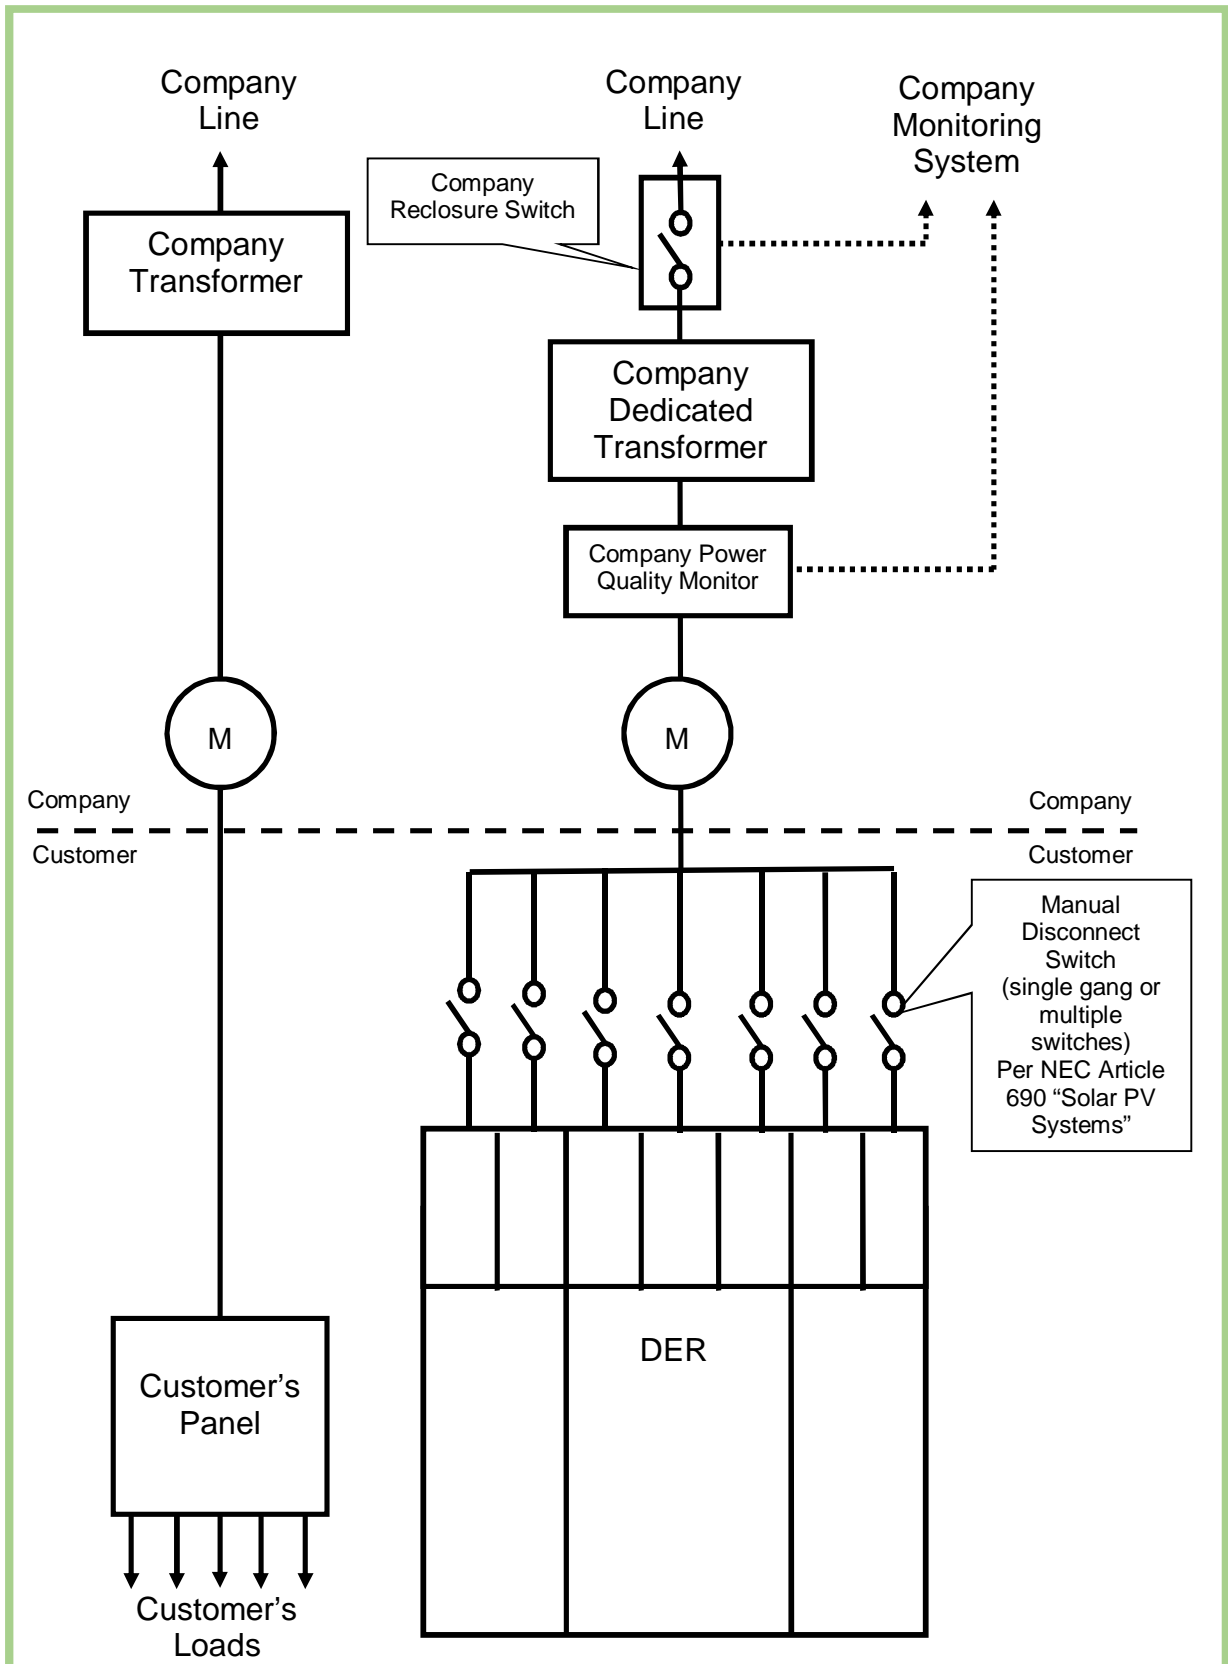 Company
Line
Company
Line
Company
Monitoring
System
Company
Reclosure Switch
Company
Transformer
Company
Dedicated
Transformer
Company Power
Quality Monitor
M
M
Company
Company
Customer
Customer
Manual
Disconnect
Switch
(single gang or
multiple
switches)
Per NEC Article
690 “Solar PV
Systems”
DER
Customer’s
Panel
Customer’s
Loads